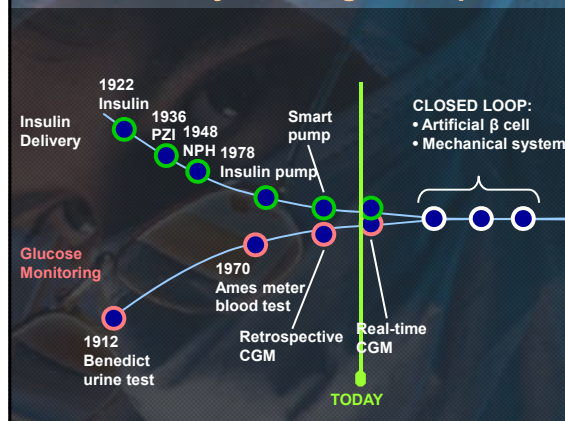 1922
Insulin
1936
PZI
1948
NPH
1978
Insulin pump
Smart
pump
CLOSED LOOP:
• Artificial β cell
• Mechanical system
Insulin
Delivery
Glucose
Monitoring
1970
Ames meter
blood test
1912
Benedict
urine test
Retrospective
CGM
Real-time
CGM
TODAY